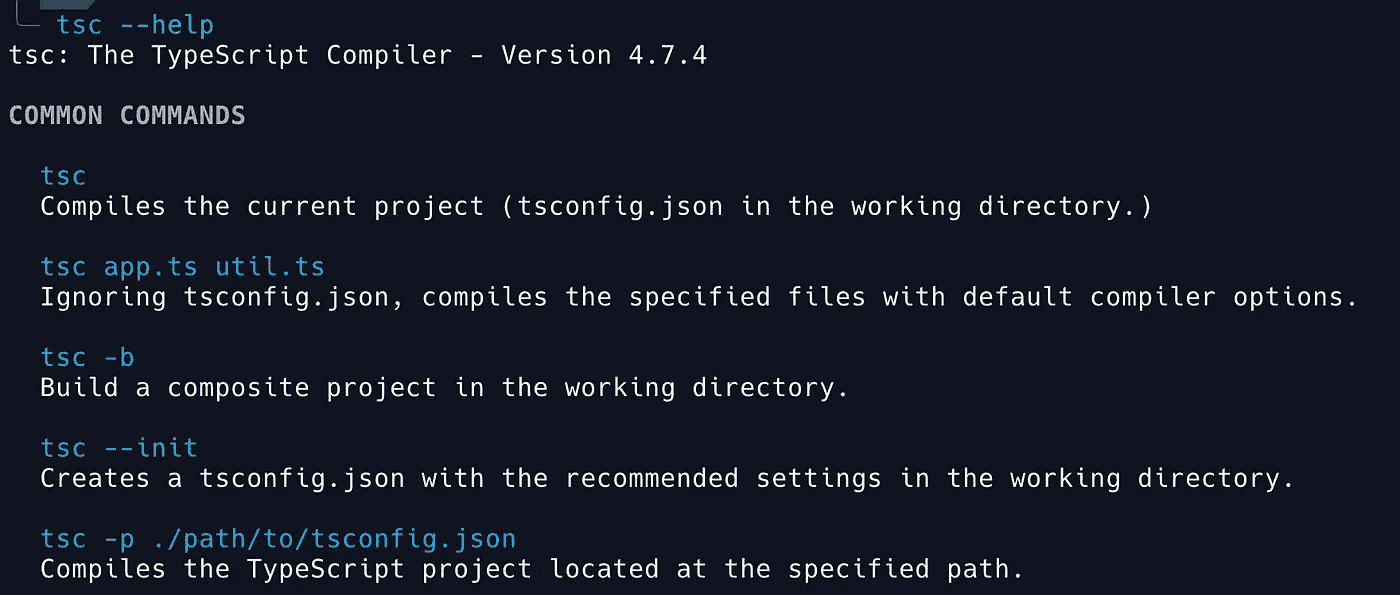 tsc --help
tsc: The TypeScript Compiler - Version 4.7.4
COMMON COMMANDS
tsc
Compiles the current project (tsconfig.json in the working directory.)
tsc app.ts util.ts
Ignoring tsconfig.json, compiles the specified files with default compiler options.
tsc -b
Build a composite project in the working directory.
tsc --init
Creates a tsconfig.json with the recommended settings in the working directory.
tsc -p ./path/to/tsconfig.json
Compiles the TypeScript project located at the specified path.